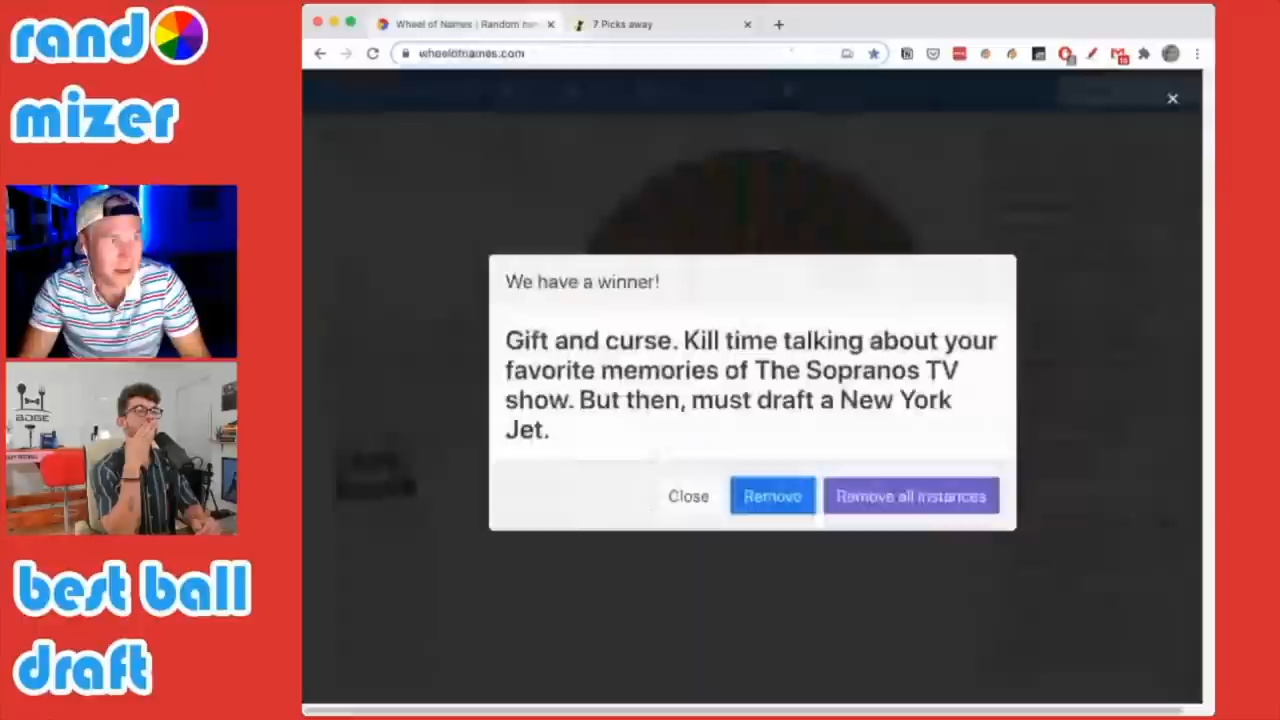 rand
mizer
BDGE
best ball
draft
Wheel of Names | Random nam
7 Picks away
wheelofnames.com
We have a winner!
Gift and curse. Kill time talking about your
favorite memories of The Sopranos TV
show. But then, must draft a New York
Jet.
Close
Remove
Remove all instances